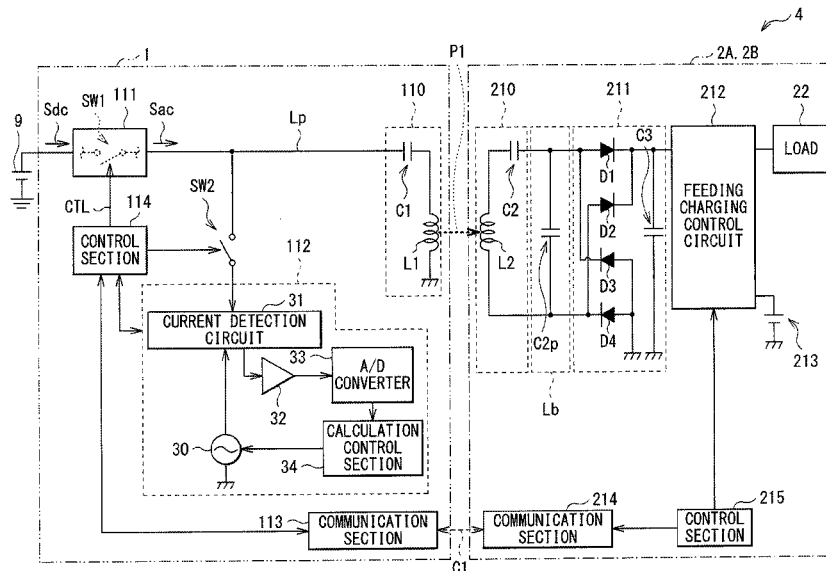 4
1
P1
2A, 2B
Sdc
SW1
111
Sac
Lp
110
210
211
212
22
9
C1
C2
C3
D1
LOAD
CTL
114
SW2
D2
FEEDING
CHARGING
CONTROL
CIRCUIT
CONTROL
SECTION
112
L1
L2
D3
31
D4
CURRENT DETECTION
CIRCUIT
33
C2p
213
A/D
CONVERTER
32
Lb
30
CALCULATION
CONTROL
SECTION
34
214
215
113
COMMUNICATION
SECTION
COMMUNICATION
SECTION
CONTROL
SECTION
C1